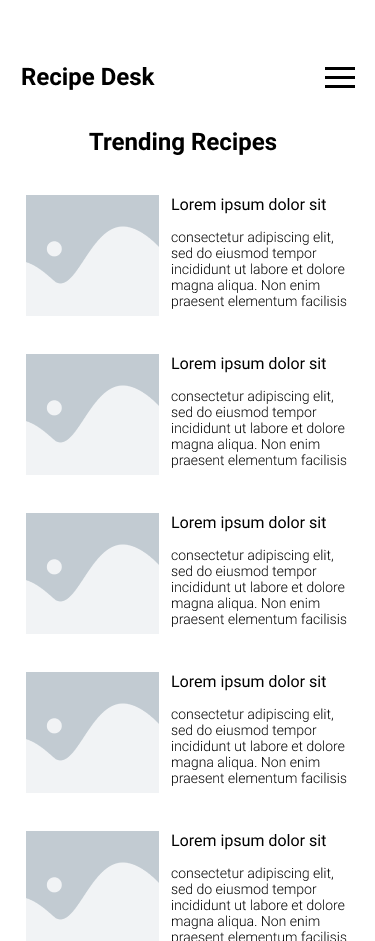 Recipe Desk
Trending Recipes
Lorem ipsum dolor sit
consectetur adipiscing elit,
sed do eiusmod tempor
incididunt ut labore et dolore
magna aliqua. Non enim
praesent elementum facilisis
Lorem ipsum dolor sit
consectetur adipiscing elit,
sed do eiusmod tempor
incididunt ut labore et dolore
magna aliqua. Non enim
praesent elementum facilisis
Lorem ipsum dolor sit
consectetur adipiscing elit,
sed do eiusmod tempor
incididunt ut labore et dolore
magna aliqua. Non enim
praesent elementum facilisis
Lorem ipsum dolor sit
consectetur adipiscing elit,
sed do eiusmod tempor
incididunt ut labore et dolore
magna aliqua. Non enim
praesent elementum facilisis
Lorem ipsum dolor sit
consectetur adipiscing elit,
sed do eiusmod tempor
incididunt ut labore et dolore
magna aliqua. Non enim
praesent elementum facilisis